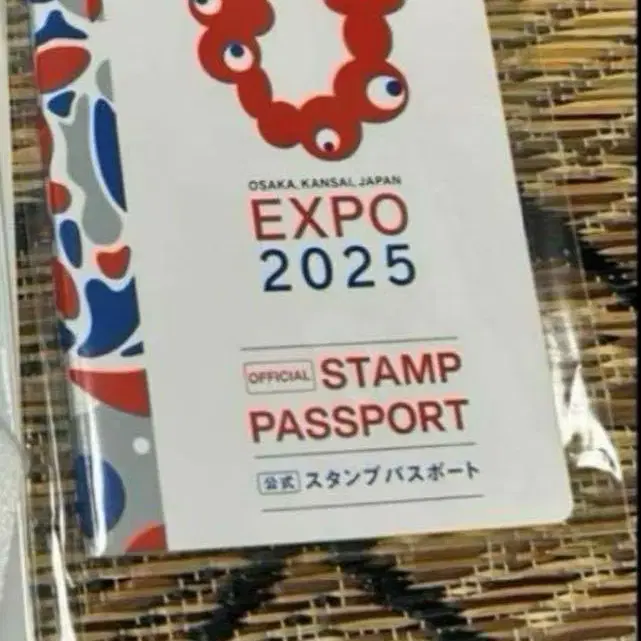 OSAKA, KANSAI, JAPAN
EXPO
2025
OFFICIAL STAMP
PASSPORT
公式 スタンプパスポート